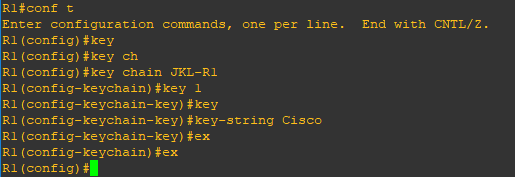 R1#conf t
Enter configuration commands, one per line.  End with CNTL/Z.
R1(config)#key
R1(config)#key ch
R1(config)#key chain JKL-R1
R1(config-keychain)#key 1
R1(config-keychain-key)#key
R1(config-keychain-key)#key-string Cisco
R1(config-keychain-key)#ex
R1(config-keychain)#ex
R1(config)#